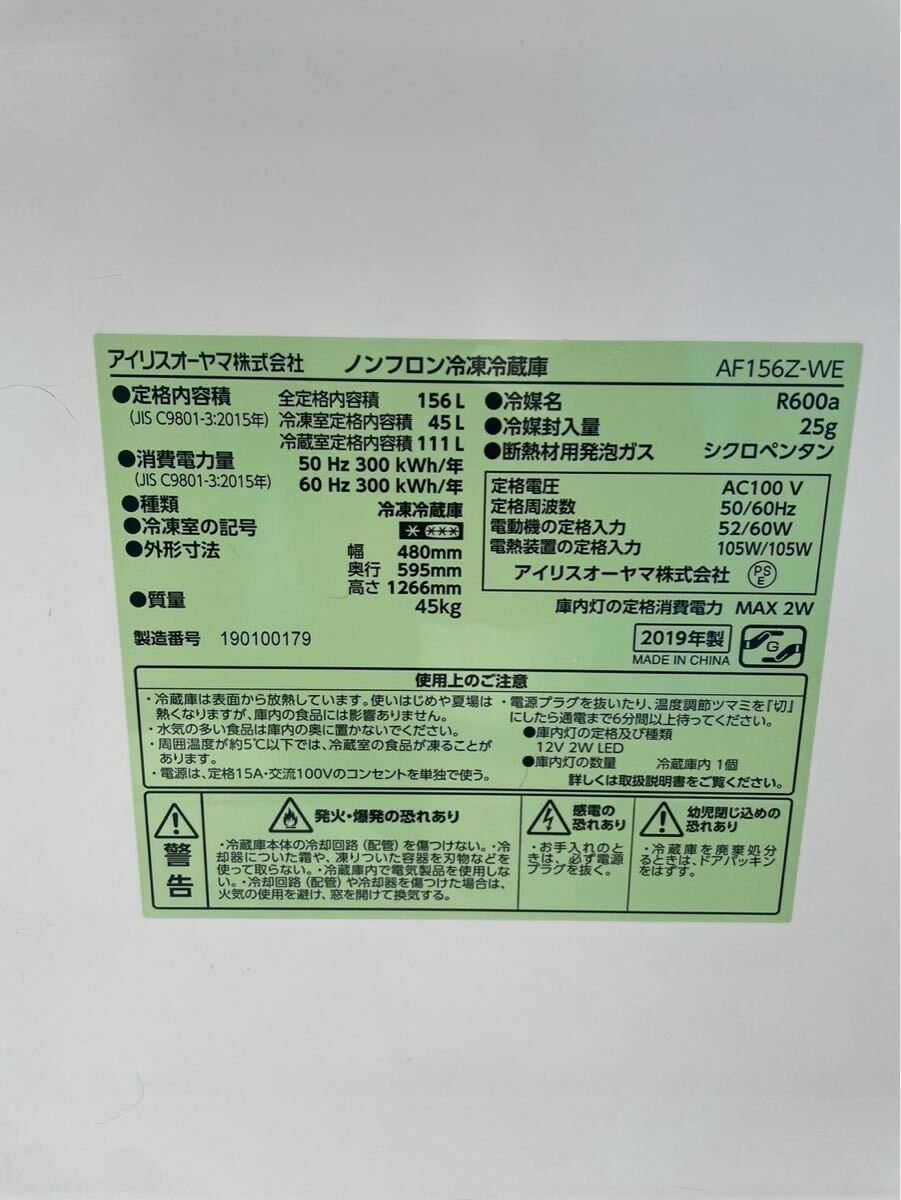 アイリスオーヤマ株式会社 ノンフロン冷凍冷蔵庫 AF156Z-WE
●定格内容積 全定格内容積 156 L
(JIS C9801-3:2015年) 冷凍室定格内容積 45 L
冷蔵室定格内容積 111 L
●消費電力量 50 Hz 300 kWh/年
(JIS C9801-3:2015年) 60 Hz 300 kWh/年
●種類 冷凍冷蔵庫
●冷凍室の記号
●外形寸法 幅 480mm
奥行 595mm
高さ 1266mm
●質量 45kg
製造番号 190100179
●冷媒名 R600a
●冷媒封入量 25g
●断熱材用発泡ガス シクロペンタン
定格電圧 AC100 V
定格周波数 50/60Hz
電動機の定格入力 52/60W
電熱装置の定格入力 105W/105W
アイリスオーヤマ株式会社 PSE
庫内灯の定格消費電力 MAX 2W
2019年製
MADE IN CHINA
G
使用上のご注意
・冷蔵庫は表面から放熱しています。使いはじめや夏場は
熱くなりますが、庫内の食品には影響ありません。
・水気の多い食品は庫内の奥に置かないでください。
・周囲温度が約5℃以下では、冷蔵室の食品が凍ることが
あります。
・電源は、定格15A・交流100Vのコンセントを単独で使う。
・電源プラグを抜いたり、温度調節ツマミを「切」
にしたら通電まで6分間以上待ってください。
●庫内灯の定格及び種類
12V 2W LED
●庫内灯の数量 冷蔵庫内 1個
詳しくは取扱説明書をご覧ください。
警告
発火・爆発の恐れあり
・冷蔵庫本体の冷却回路（配管）を傷つけない。・冷
却器についた霜や、凍りついた容器を刃物などを
使って取らない。・冷蔵庫内で電気製品を使用しな
い。・冷却回路（配管）や冷却器を傷つけた場合は、
火気の使用を避け、窓を開けて換気する。
感電の
恐れあり
・お手入れのと
きは、必ず電源
プラグを抜く。
幼児閉じ込めの
恐れあり
・冷蔵庫を廃棄処分
るときは、ドアパッキン
をはずす。